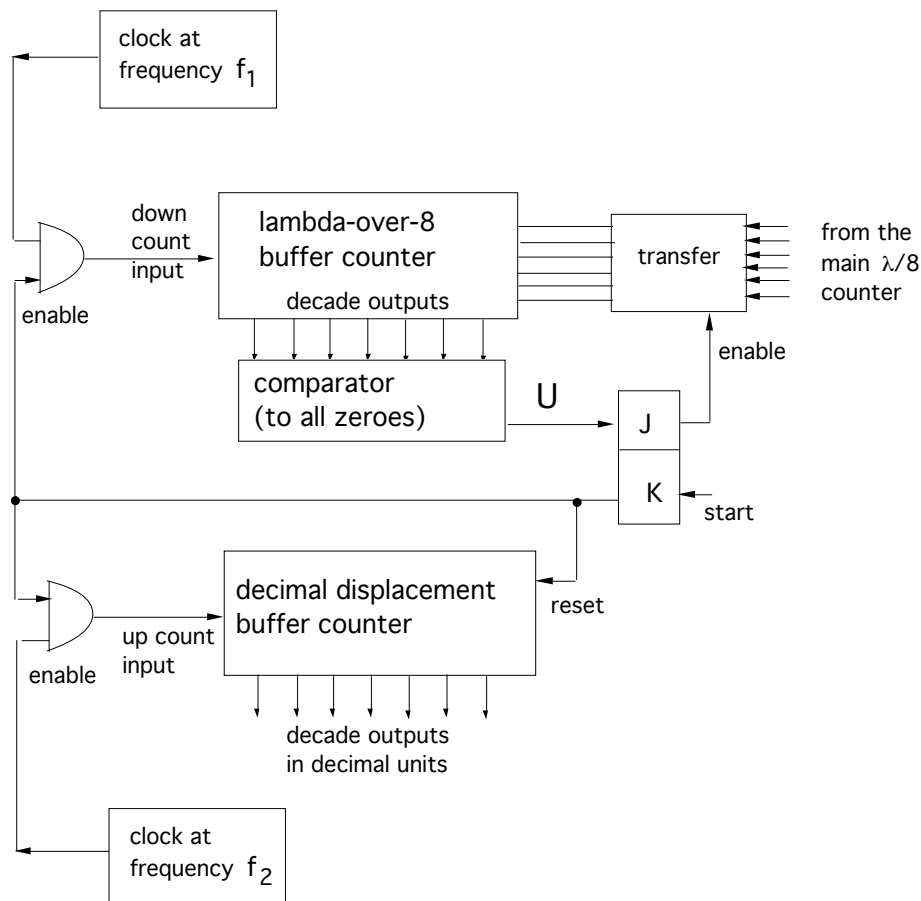 clock at
frequency f1
down
count
input
lambda-over-8
buffer counter
decade outputs
transfer
from the
main λ/8
counter
enable
enable
comparator
(to all zeroes)
U
J
K
start
decimal displacement
buffer counter
reset
up count
input
enable
decade outputs
in decimal units
clock at
frequency f2